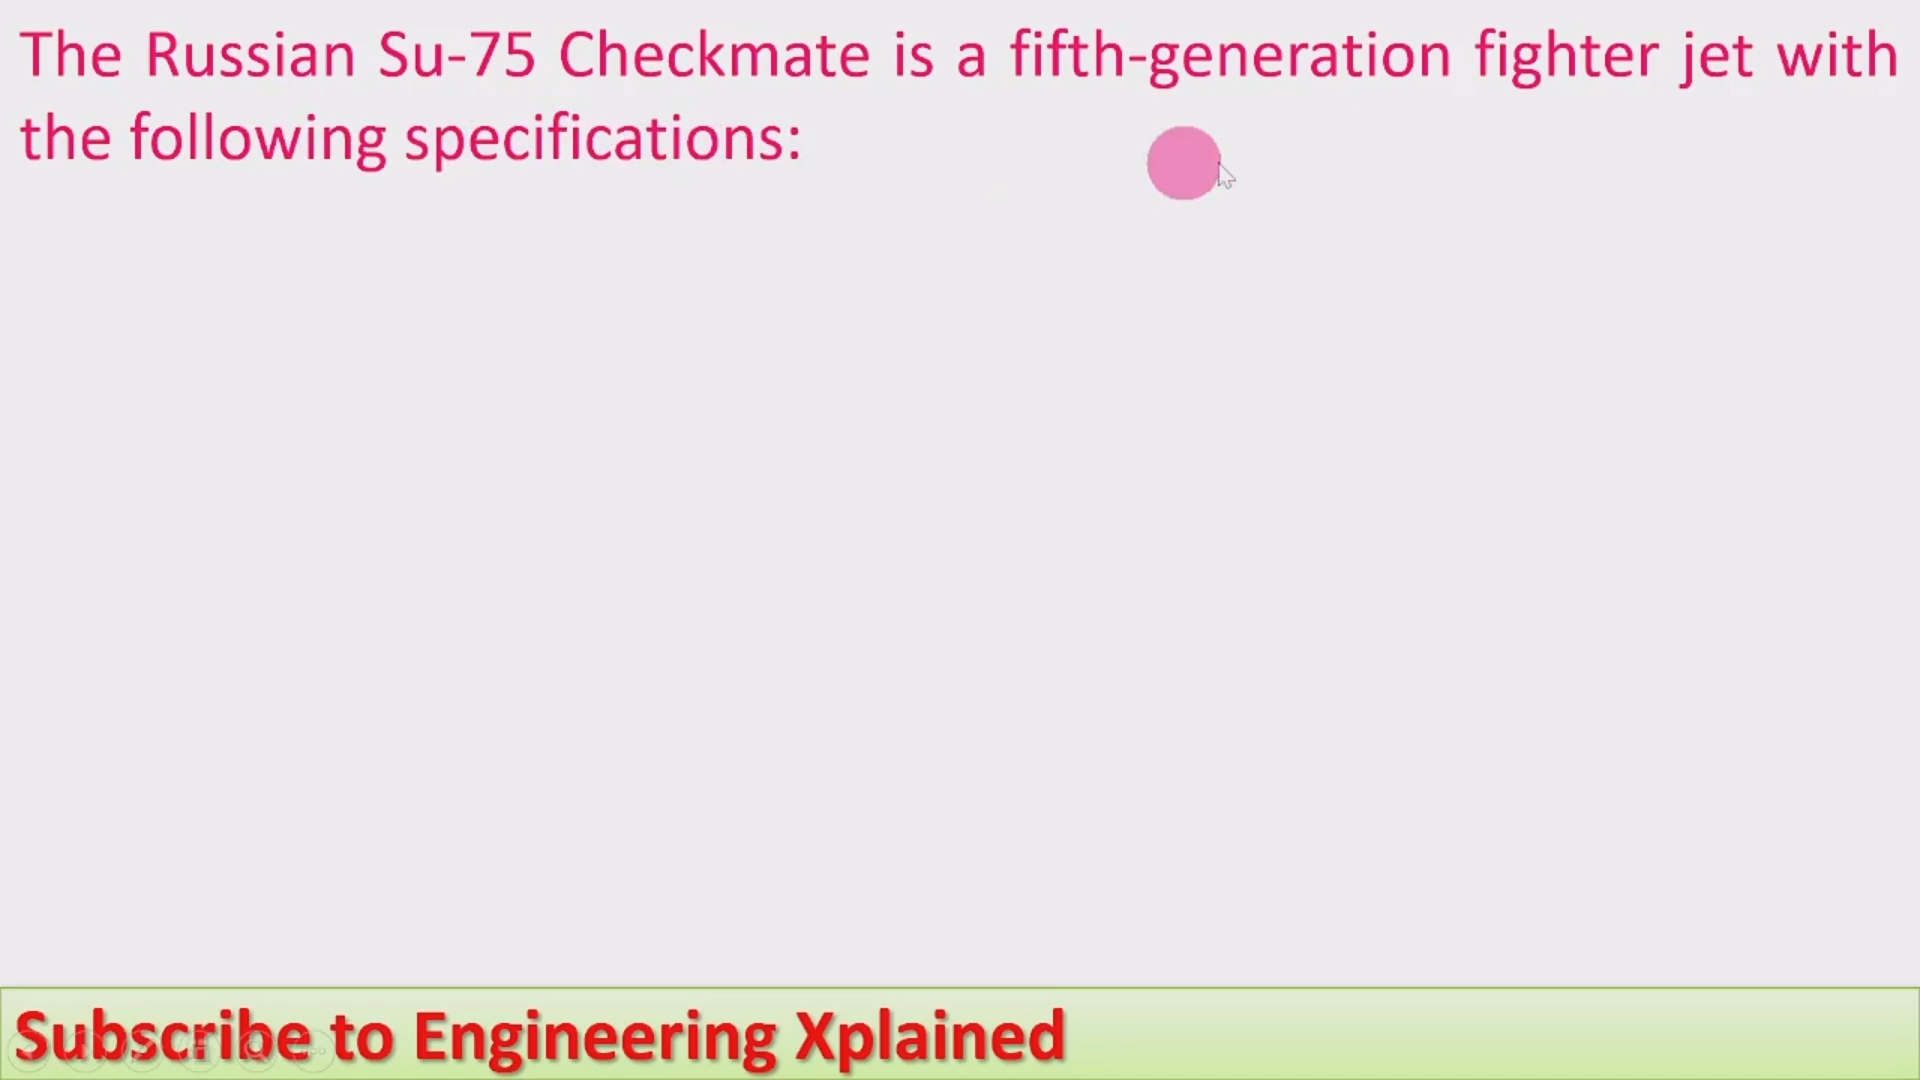 The Russian Su-75 Checkmate is a fifth-generation fighter jet with
the following specifications:
Subscribe to Engineering Xplained